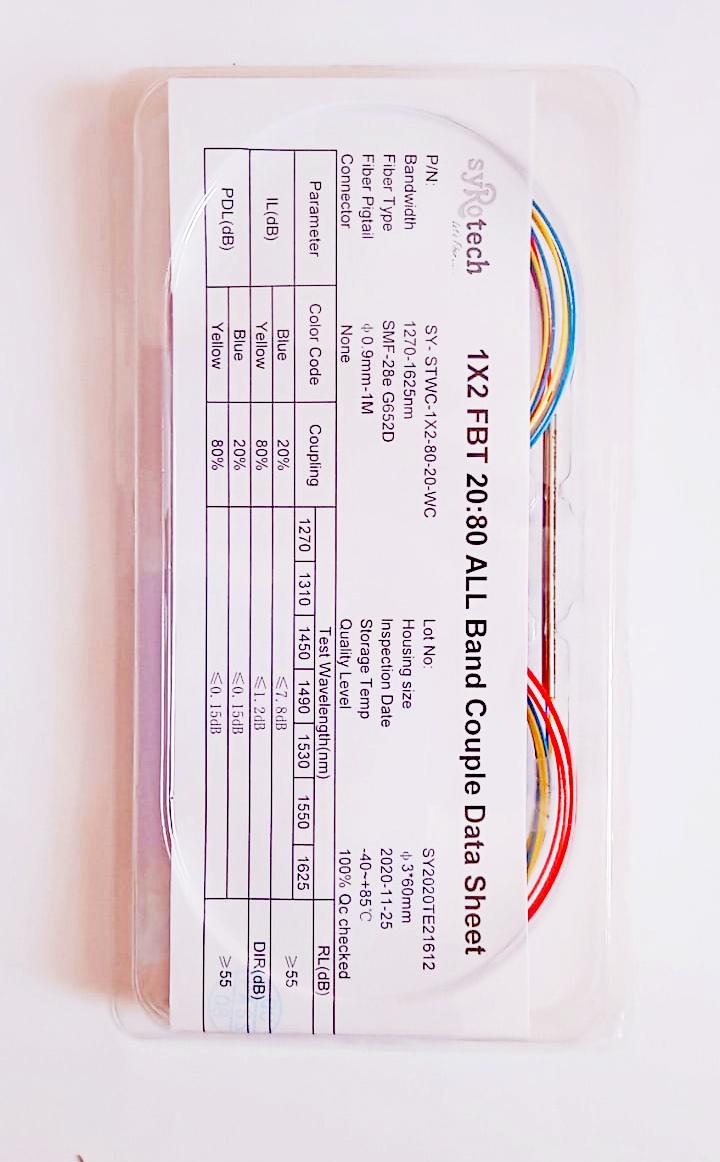 syRotech
1X2 FBT 20:80 ALL Band Couple Data Sheet
P/N: SY- STWC-1X2-80-20-WC Lot No: SY2020TE21612
Bandwidth 1270-1625nm Housing size ϕ3*60mm
Fiber Type SMF-28e G652D Inspection Date 2020-11-25
Fiber Pigtail ϕ0.9mm-1M Storage Temp -40~+85℃
Connector None Quality Level 100% Qc checked
Parameter Color Code Coupling Test Wavelength(nm) RL(dB)
1270 1310 1450 1490 1530 1550 1625
IL(dB) Blue 20% ≤7.8dB ≥55
Yellow 80% ≤1.2dB DIR(dB)
PDL(dB) Blue 20% ≤0.15dB ≥55
Yellow 80% ≤0.15dB